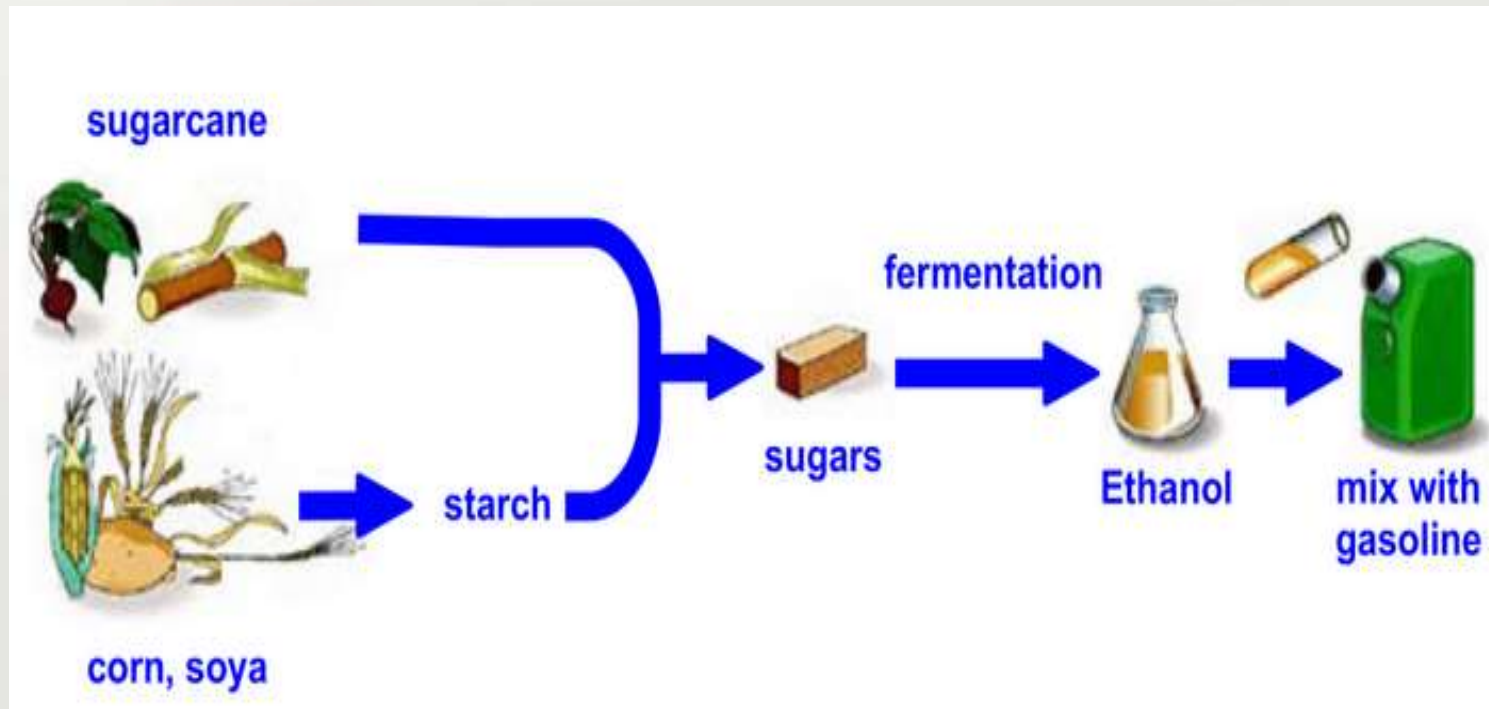 sugarcane
fermentation
sugars
starch
Ethanol
mix with
gasoline
corn, soya